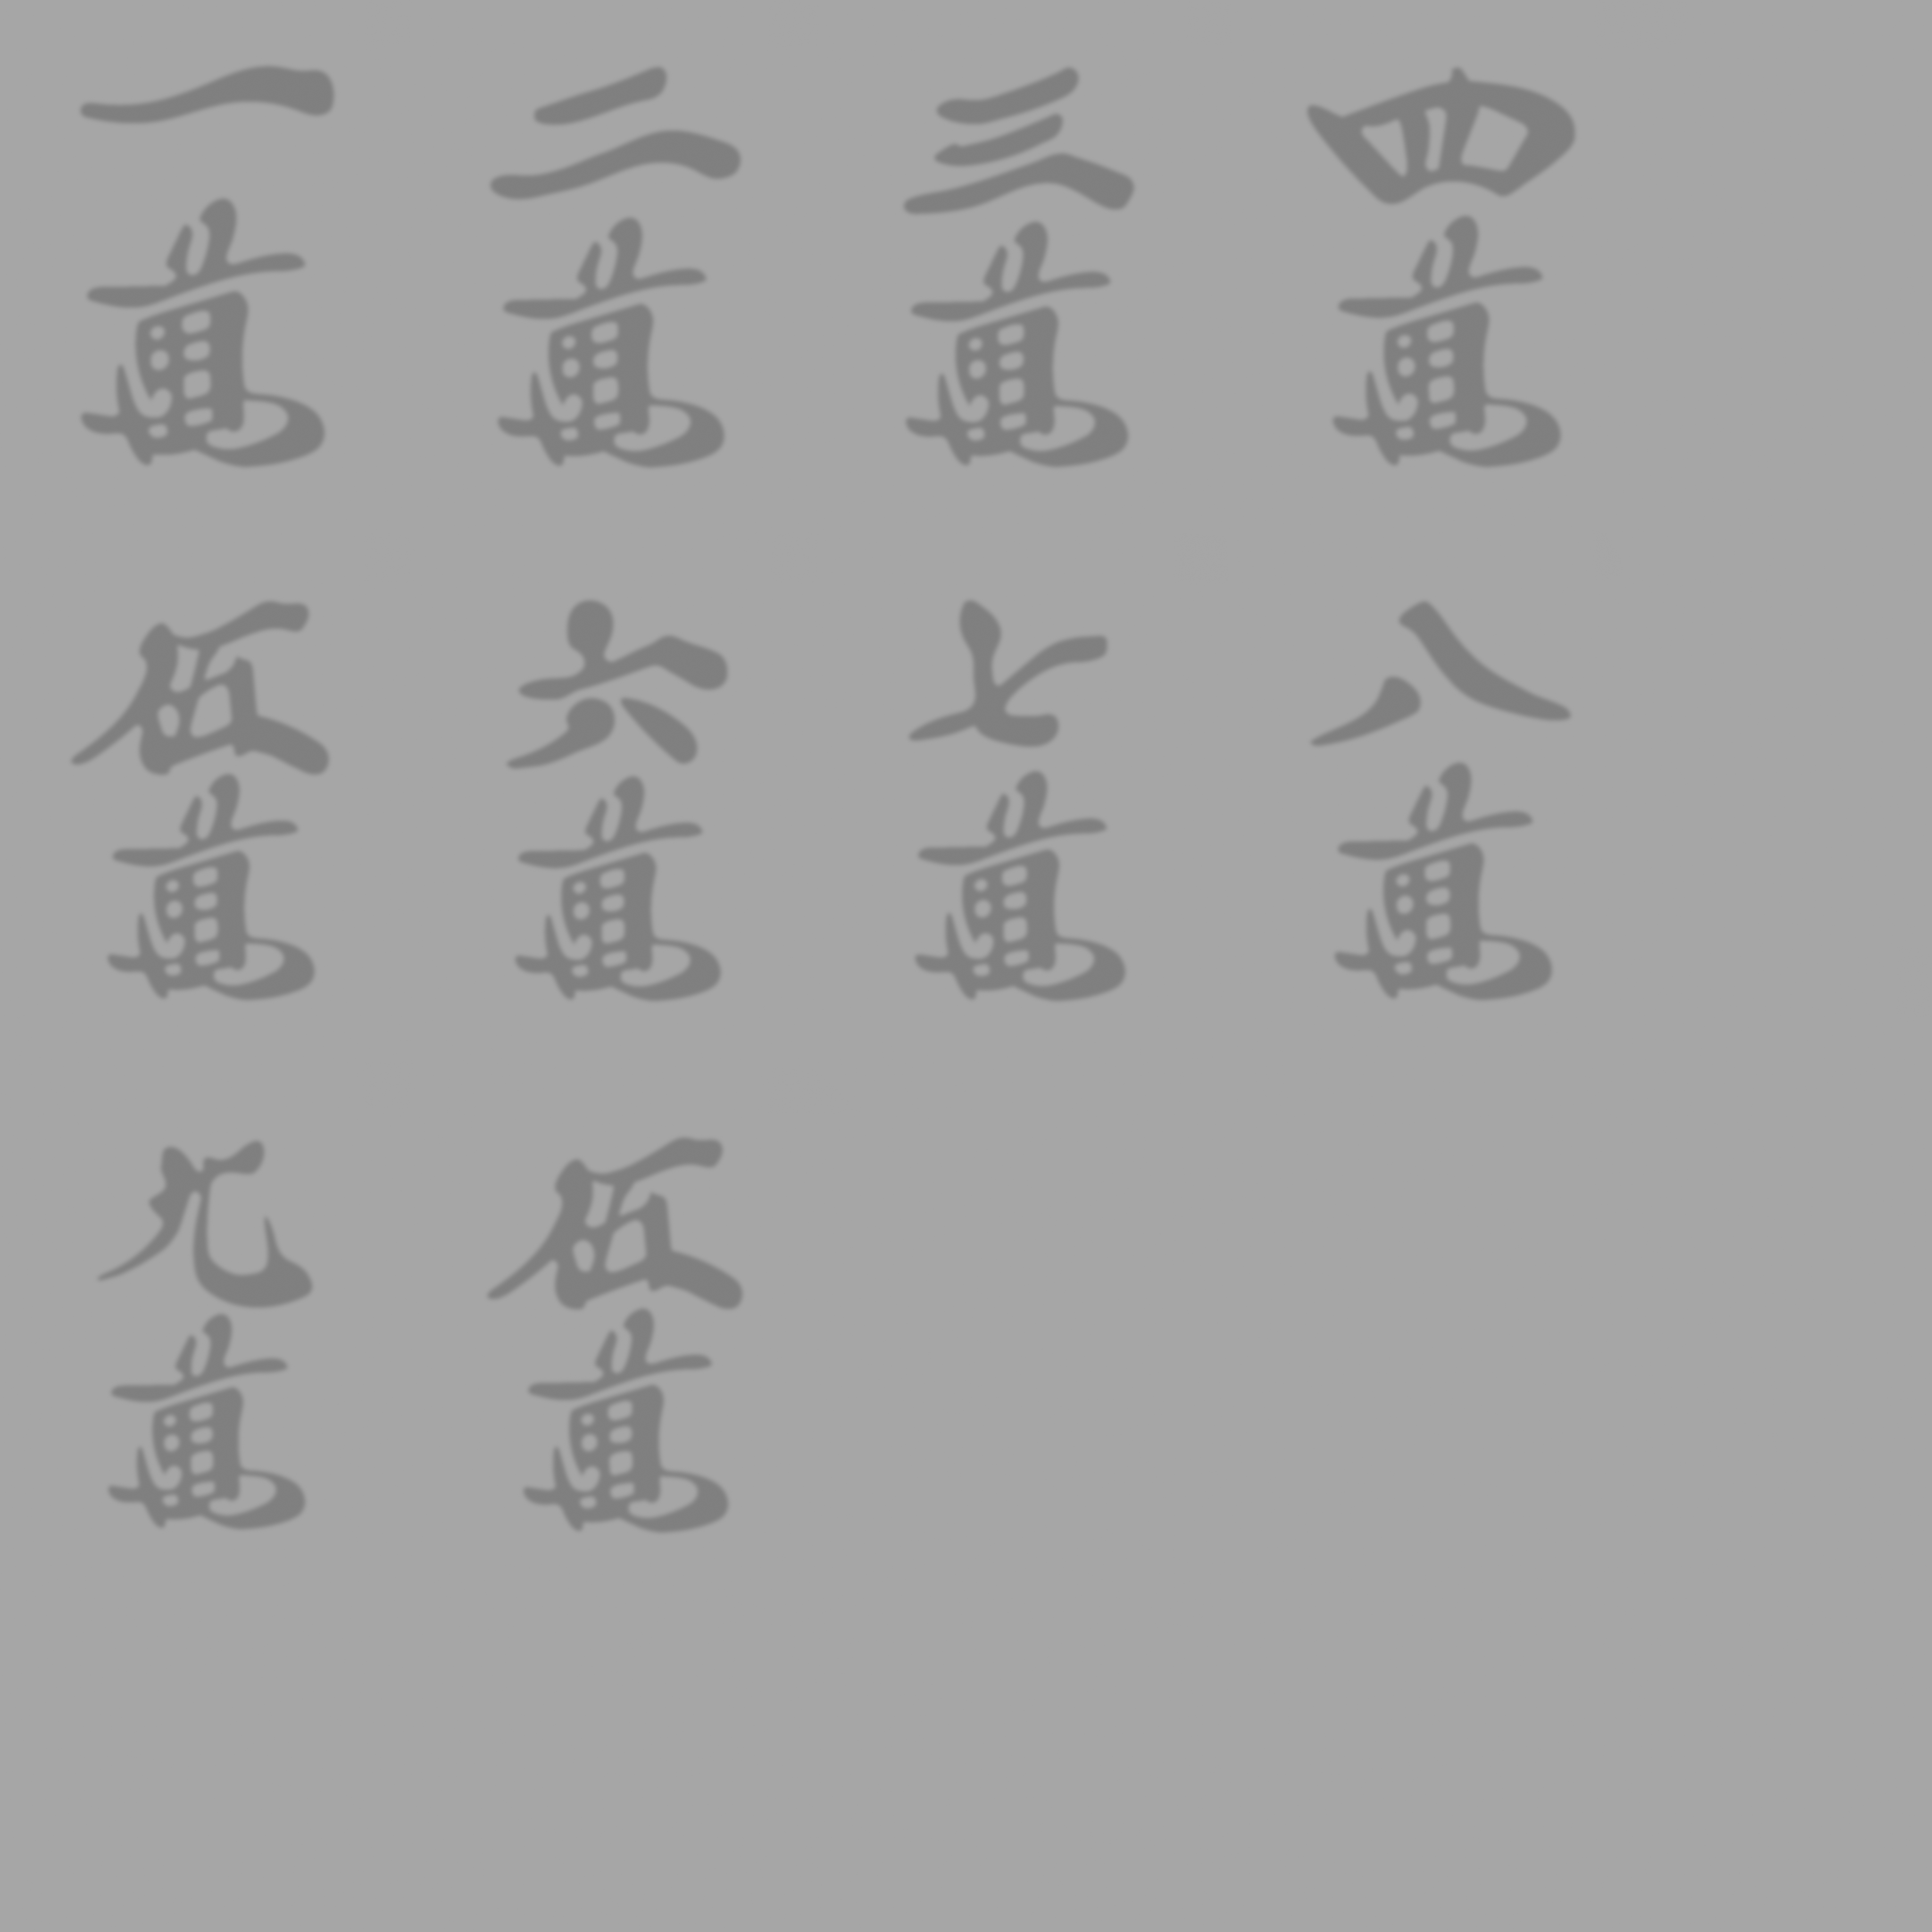 一 二 三 四
萬 萬 萬 萬
伍 六 七 八
萬 萬 萬 萬
九 伍
萬 萬